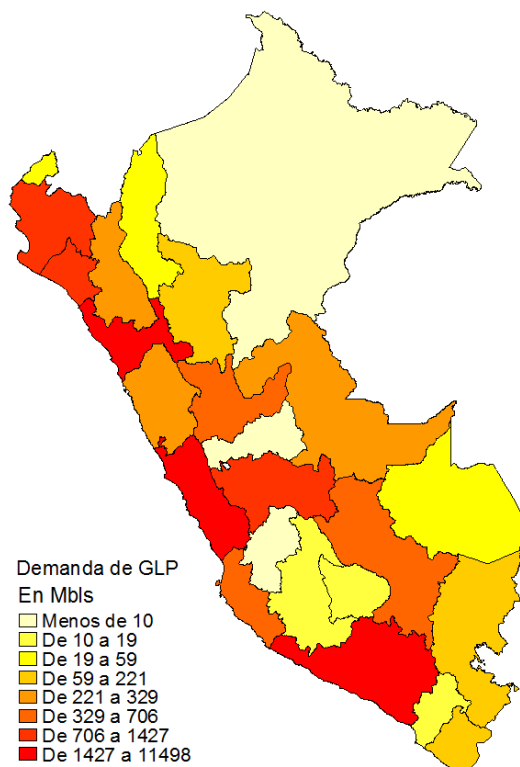 Demanda de GLP
En Mbls
Menos de 10
De 10 a 19
De 19 a 59
De 59 a 221
De 221 a 329
De 329 a 706
De 706 a 1427
De 1427 a 11498